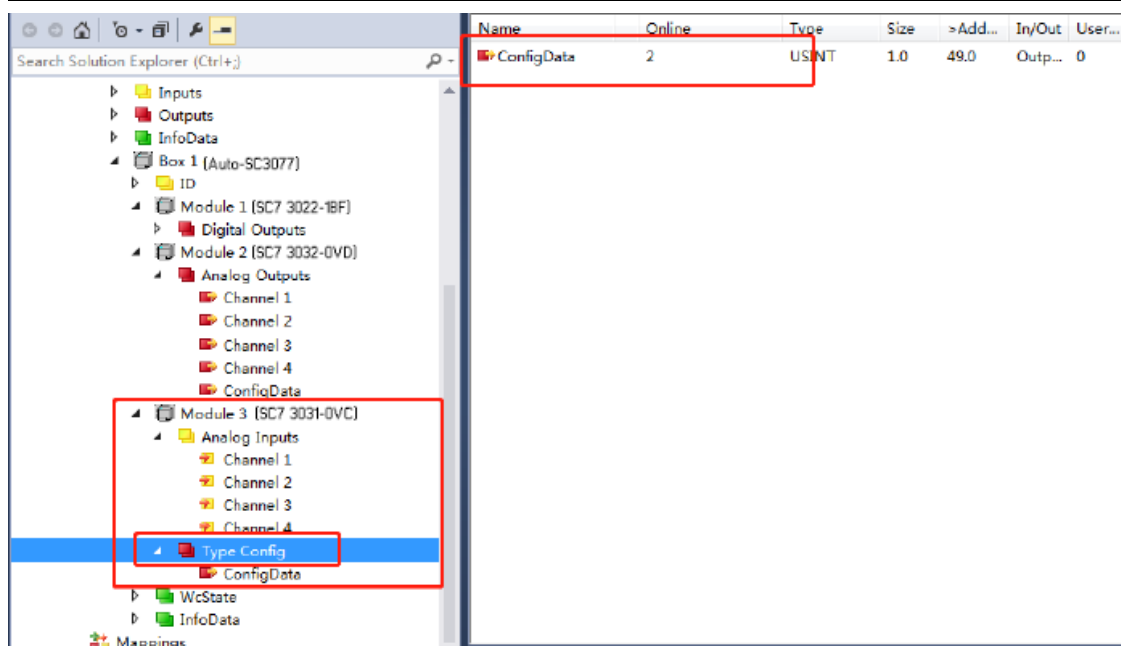 Name Online Type Size >Add... In/Out User...
ConfigData 2 USINT 1.0 49.0 Outp... 0
Search Solution Explorer (Ctrl+;)
Inputs
Outputs
InfoData
Box 1 (Auto-SC3077)
ID
Module 1 (SC7 3022-1BF)
Digital Outputs
Module 2 (SC7 3032-0VD)
Analog Outputs
Channel 1
Channel 2
Channel 3
Channel 4
ConfigData
Module 3 (SC7 3031-0VC)
Analog Inputs
Channel 1
Channel 2
Channel 3
Channel 4
Type Config
ConfigData
WcState
InfoData
Mappings